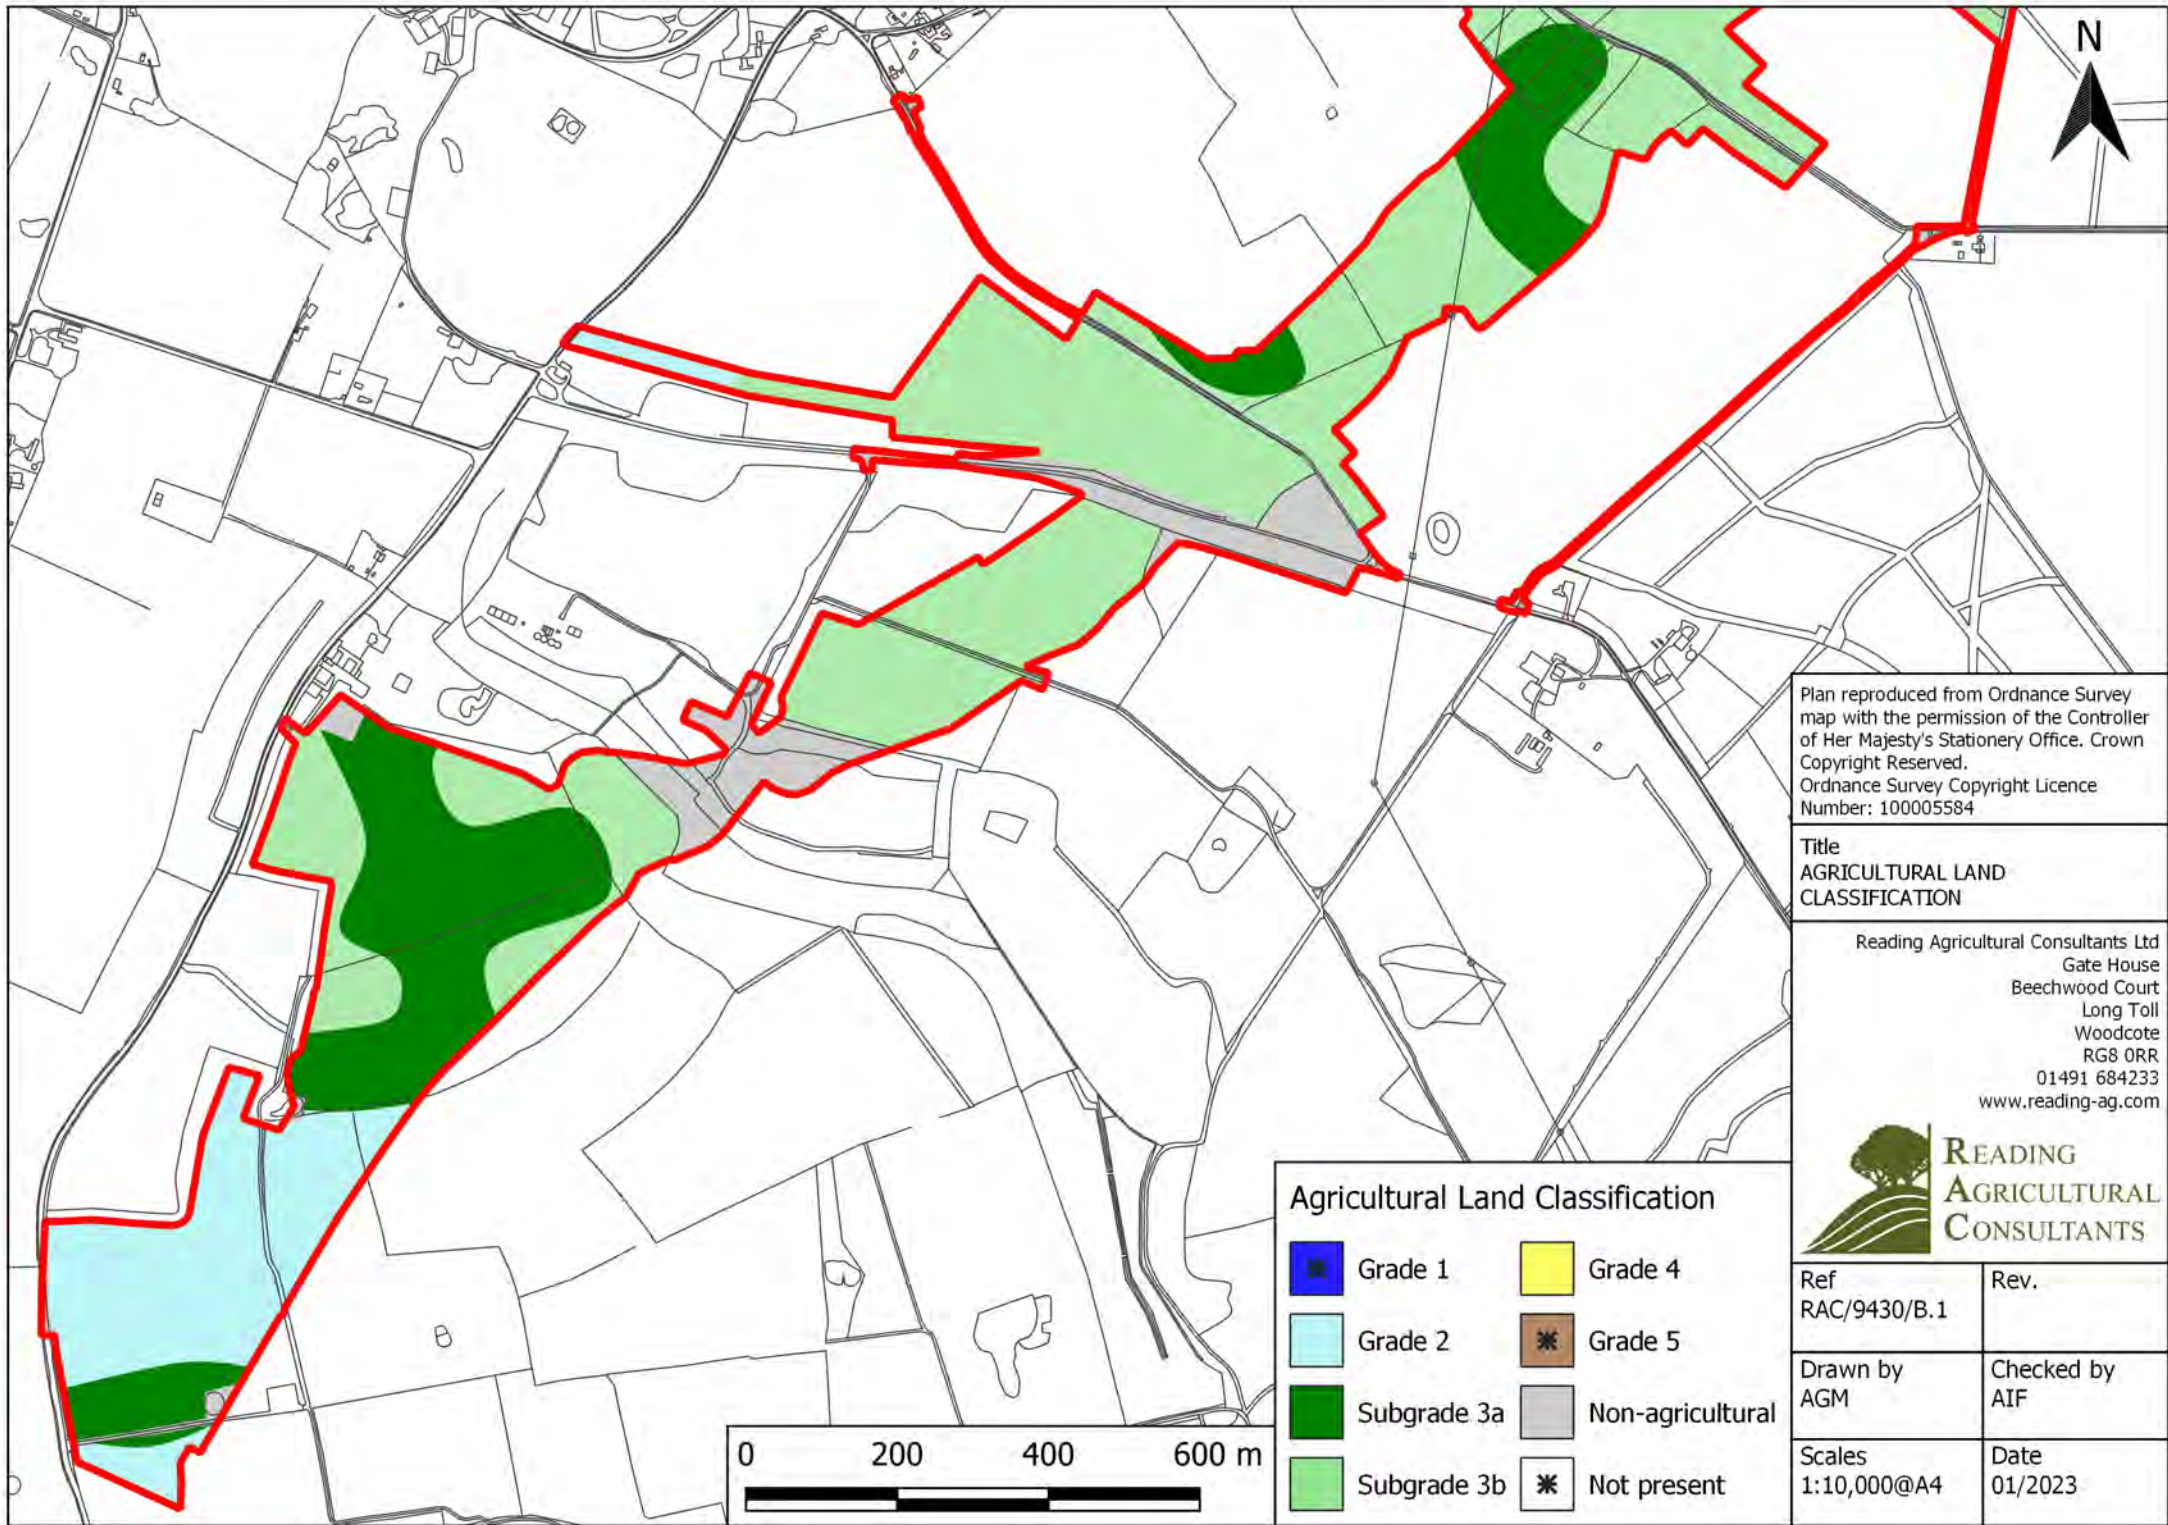 N
Plan reproduced from Ordnance Survey
map with the permission of the Controller
of Her Majesty's Stationery Office. Crown
Copyright Reserved.
Ordnance Survey Copyright Licence
Number: 100005584
Title
AGRICULTURAL LAND
CLASSIFICATION
Reading Agricultural Consultants Ltd
Gate House
Beechwood Court
Long Toll
Woodcote
RG8 0RR
01491 684233
www.reading-ag.com
READING
AGRICULTURAL
CONSULTANTS
Ref
RAC/9430/B.1
Rev.
Drawn by
AGM
Checked by
AIF
Scales
1:10,000@A4
Date
01/2023
Agricultural Land Classification
Grade 1
Grade 2
Subgrade 3a
Subgrade 3b
Grade 4
Grade 5
Non-agricultural
Not present
0 200 400 600 m